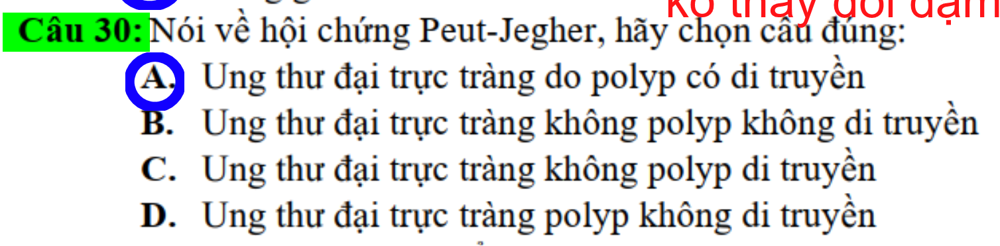 ko thay đổi đạm
Câu 30: Nói về hội chứng Peut-Jegher, hãy chọn câu đúng:
A. Ung thư đại trực tràng do polyp có di truyền
B. Ung thư đại trực tràng không polyp không di truyền
C. Ung thư đại trực tràng không polyp di truyền
D. Ung thư đại trực tràng polyp không di truyền